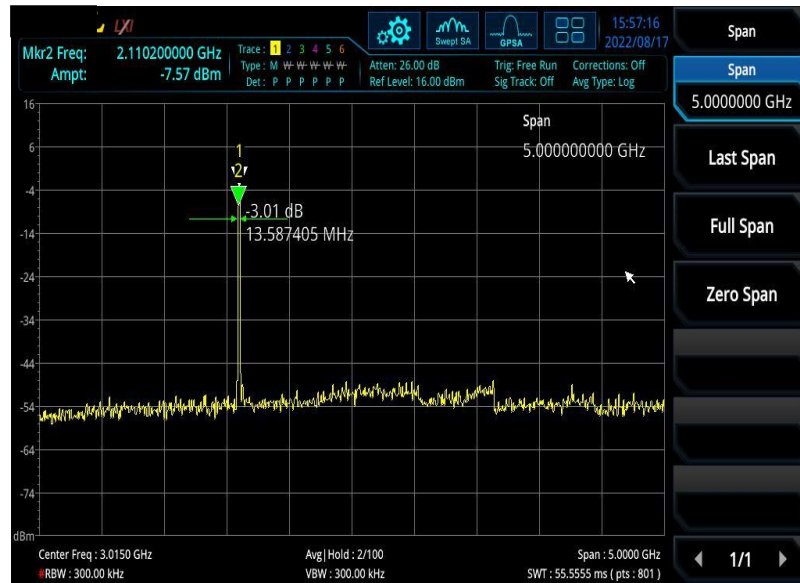 LXI
Swept SA
GPSA
15:57:16
2022/08/17
Mkr2 Freq: 2.110200000 GHz
Ampt: -7.57 dBm
Trace: 1 2 3 4 5 6
Type: M W W W W W
Det: P P P P P P
Atten: 26.00 dB
Ref Level: 16.00 dBm
Trig: Free Run
Sig Track: Off
Corrections: Off
Avg Type: Log
Span
Span
5.0000000 GHz
Last Span
Full Span
Zero Span
1/1
16
6
-4
-14
-24
-34
-44
-54
-64
-74
dBm
Span
5.000000000 GHz
1
2
-3.01 dB
13.587405 MHz
Center Freq : 3.0150 GHz
Avg|Hold : 2/100
Span : 5.0000 GHz
#RBW : 300.00 kHz
VBW : 300.00 kHz
SWT : 55.5555 ms ( pts : 801 )